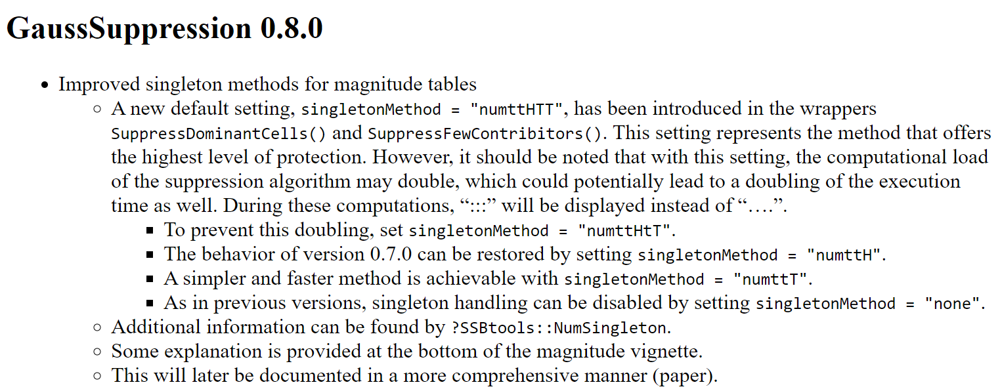 GaussSuppression 0.8.0
• Improved singleton methods for magnitude tables
○ A new default setting, singletonMethod = "numttHTT", has been introduced in the wrappers
SuppressDominantCells() and SuppressFewContribitors(). This setting represents the method that offers
the highest level of protection. However, it should be noted that with this setting, the computational load
of the suppression algorithm may double, which could potentially lead to a doubling of the execution
time as well. During these computations, “:::” will be displayed instead of “….”.
▪ To prevent this doubling, set singletonMethod = "numttHtT".
▪ The behavior of version 0.7.0 can be restored by setting singletonMethod = "numttH".
▪ A simpler and faster method is achievable with singletonMethod = "numttT".
▪ As in previous versions, singleton handling can be disabled by setting singletonMethod = "none".
○ Additional information can be found by ?SSBtools::NumSingleton.
○ Some explanation is provided at the bottom of the magnitude vignette.
○ This will later be documented in a more comprehensive manner (paper).